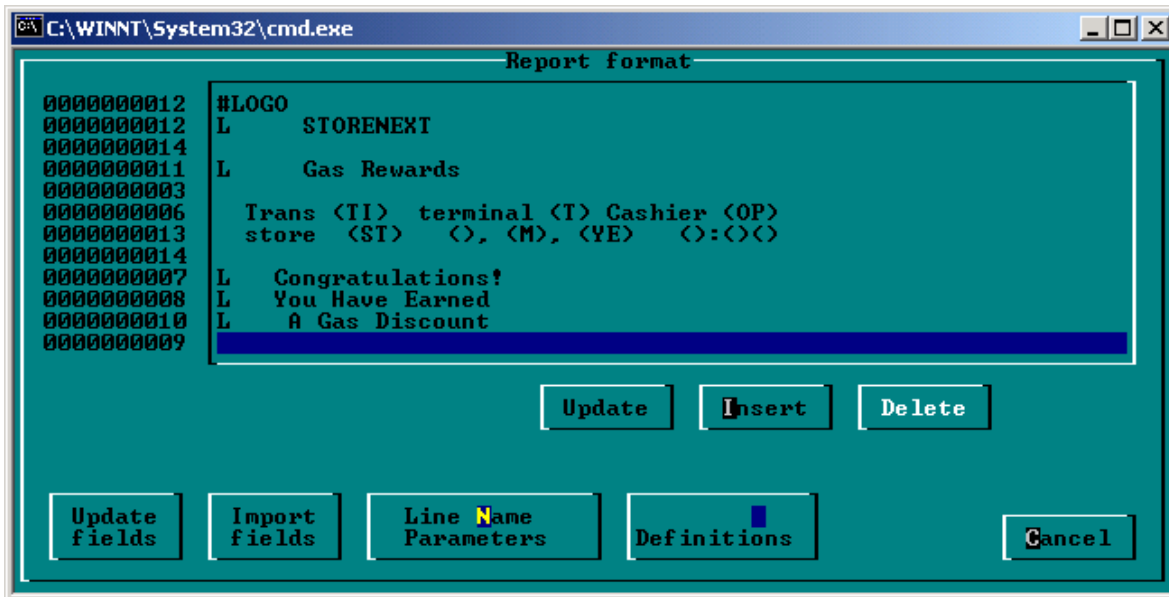 C:\WINNT\System32\cmd.exe
Report format
0000000012 #LOGO
0000000012 L STORENEXT
0000000014
0000000011 L Gas Rewards
0000000003
0000000006 Trans (TI) terminal (T) Cashier (OP)
0000000013 store (ST) (), (M), (YE) ():()()
0000000014
0000000007 L Congratulations!
0000000008 L You Have Earned
0000000010 L A Gas Discount
0000000009
Update Insert Delete
Update fields
Import fields
Line Name Parameters
Definitions
Cancel